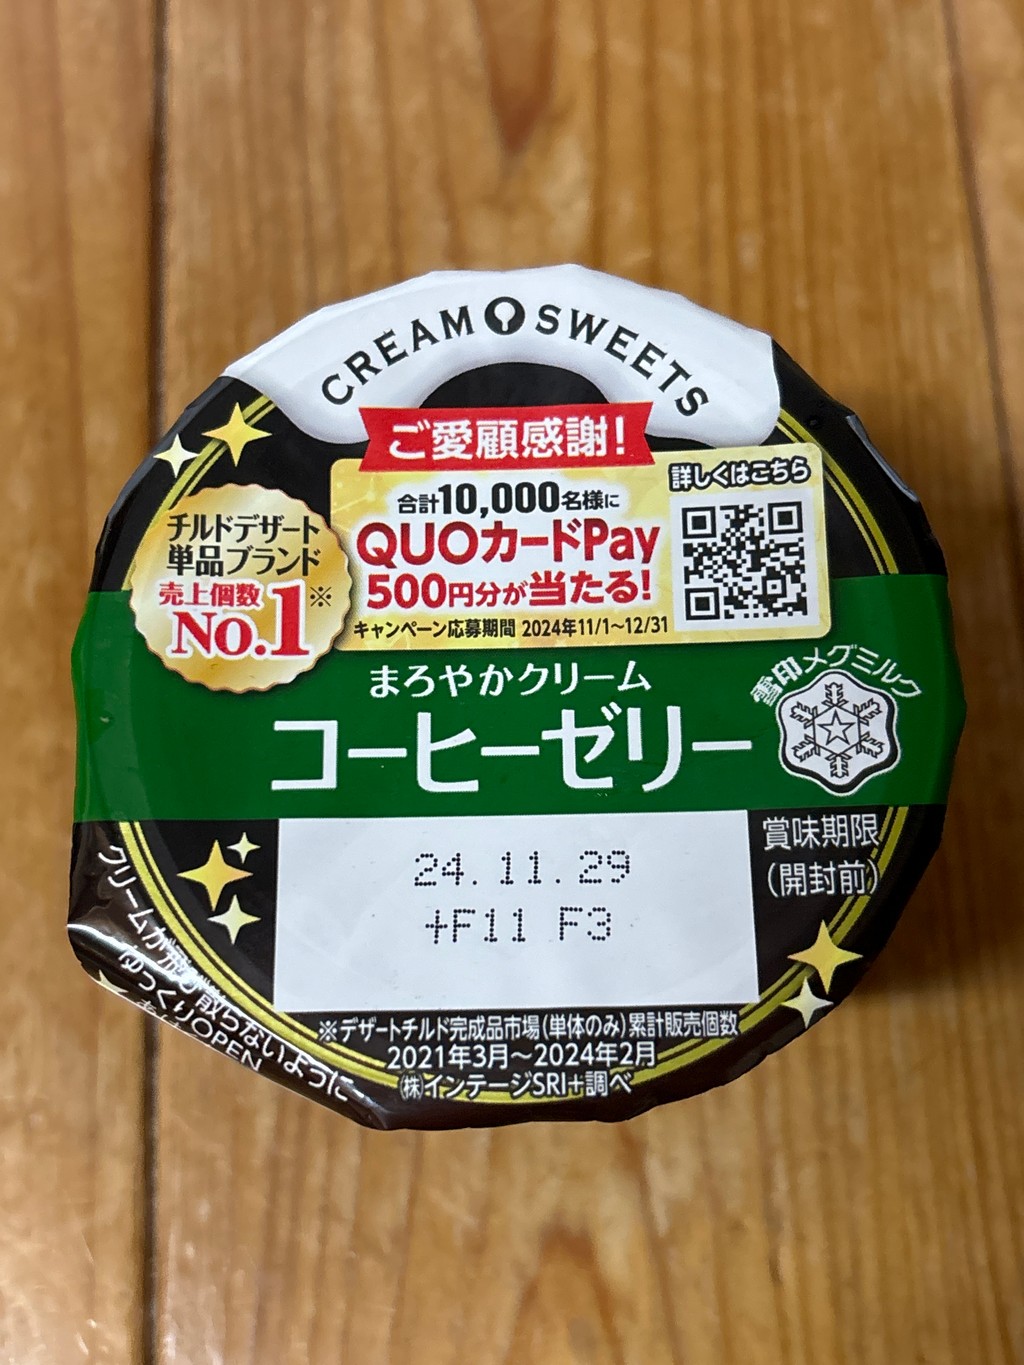 CREAM SWEETS
ご愛顧感謝!
詳しくはこちら
合計10,000名様に
QUOカードPay
500円分が当たる!
キャンペーン応募期間 2024年11/1~12/31
チルドデザート
単品ブランド
売上個数
No.1※
まろやかクリーム
コーヒーゼリー
雪印メグミルク
24.11.29
+F11 F3
賞味期限
(開封前)
クリームが飛び散らないように
ゆっくりOPEN
※デザートチルド完成品市場(単体のみ)累計販売個数
2021年3月~2024年2月
㈱インテージSRI+調べ